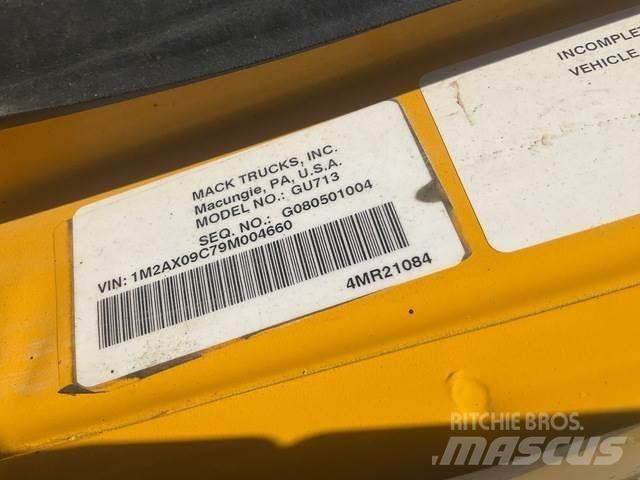 MACK TRUCKS, INC.
Macungie, PA, U.S.A.
MODEL NO.: GU713
SEQ. NO.: G080501004
VIN: 1M2AX09C79M004660
4MR21084
INCOMPLE
VEHICLE
RITCHIE BROS.
MASCUS